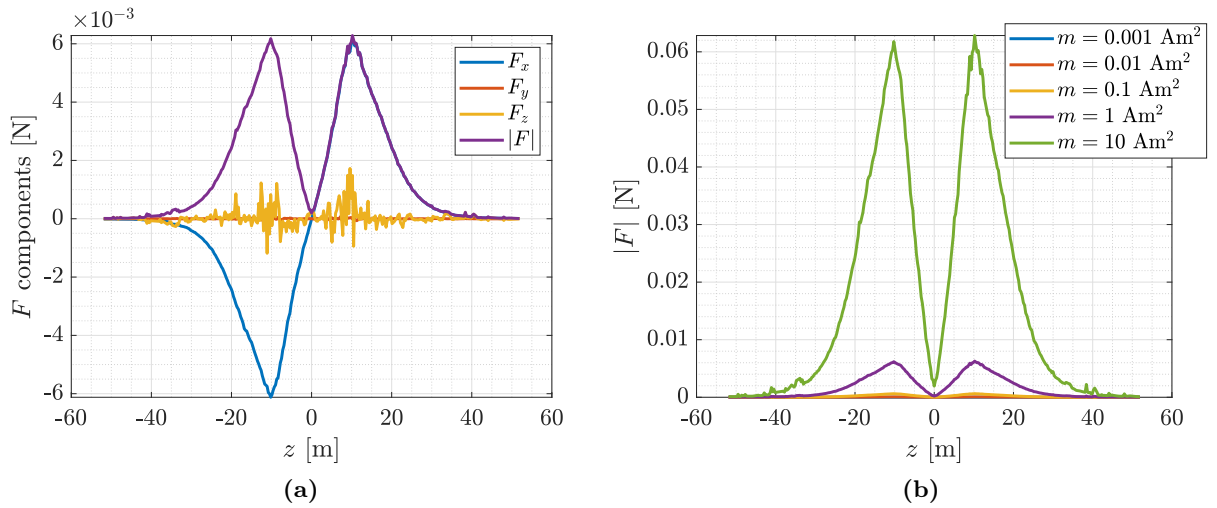 ×10⁻³
6
4
2
0
-2
-4
-6
-60
-40
-20
0
20
40
60
F components [N]
z [m]
Fₓ
F_y
F_z
|F|
(a)
0.06
0.05
0.04
0.03
0.02
0.01
0
-60
-40
-20
0
20
40
60
|F| [N]
z [m]
m = 0.001 Am²
m = 0.01 Am²
m = 0.1 Am²
m = 1 Am²
m = 10 Am²
(b)